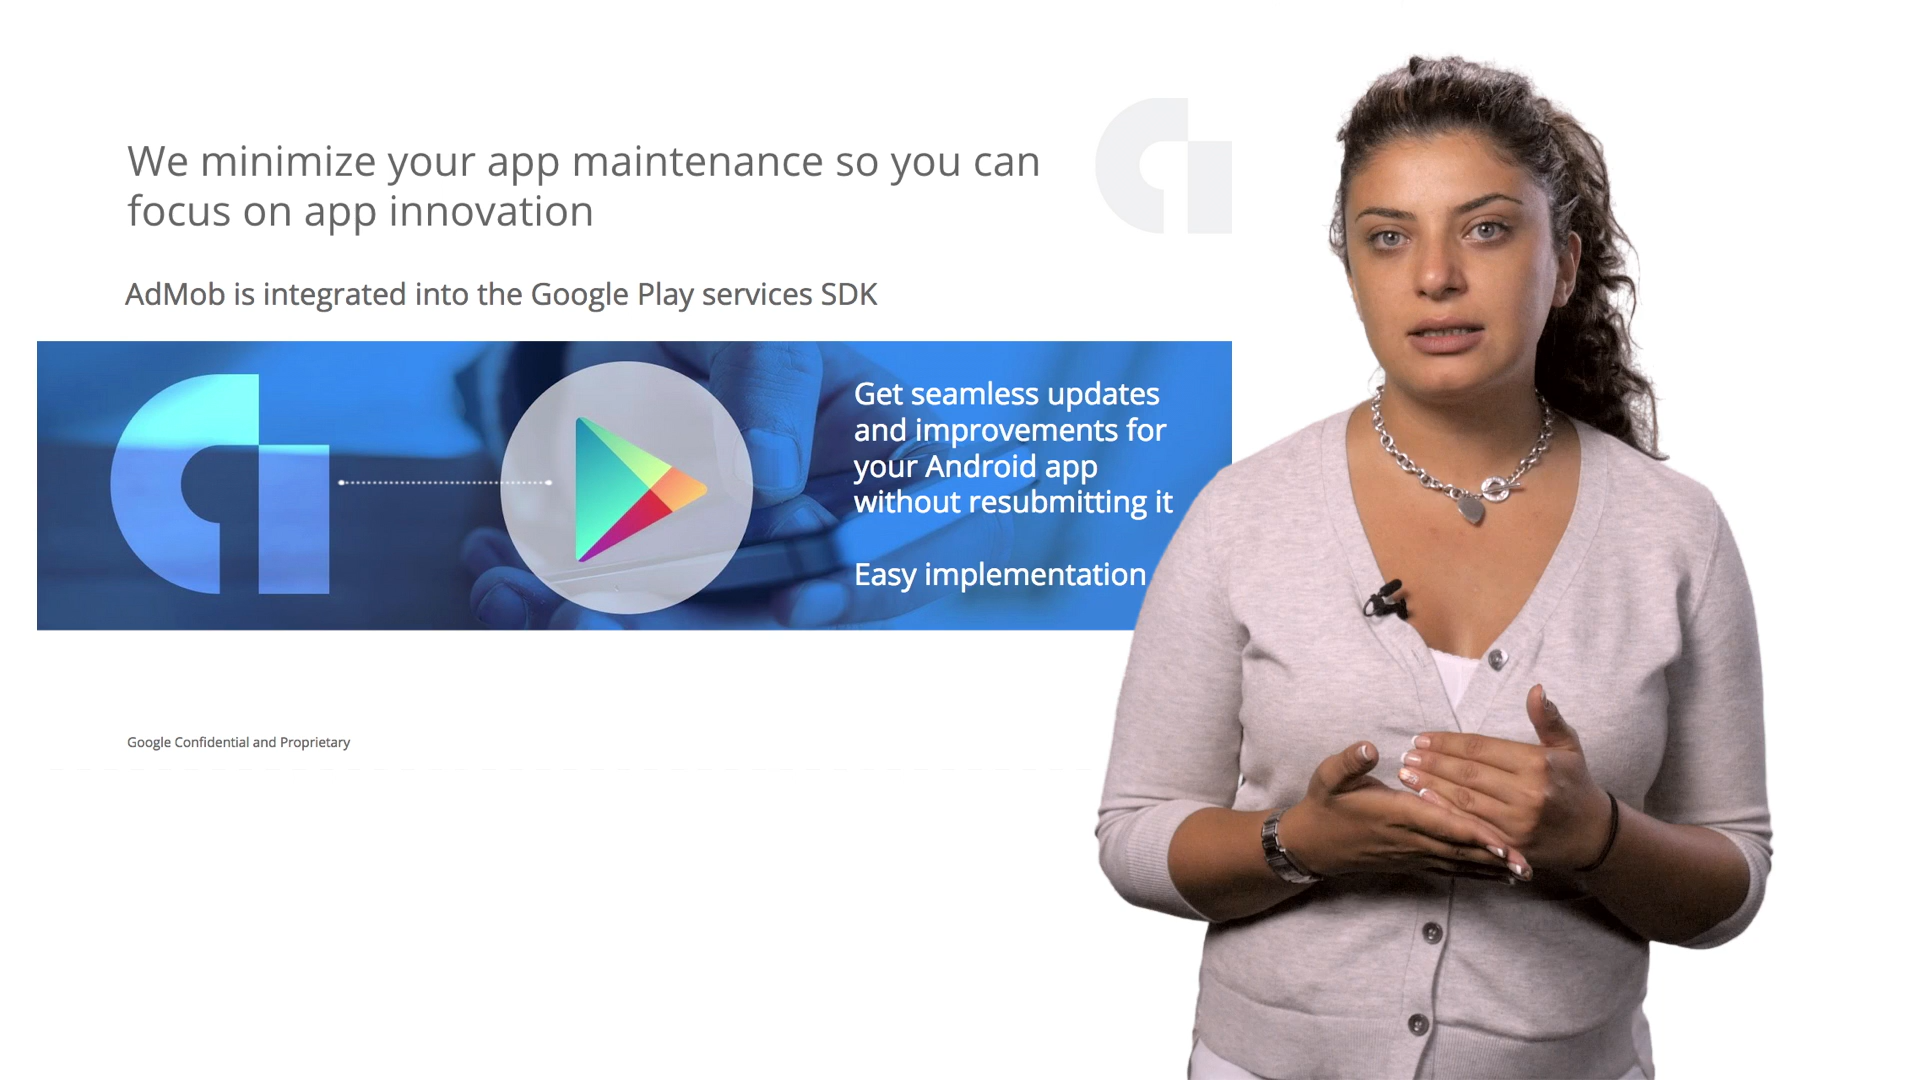 We minimize your app maintenance so you can
focus on app innovation
AdMob is integrated into the Google Play services SDK
Get seamless updates
and improvements for
your Android app
without resubmitting it
Easy implementation
Google Confidential and Proprietary